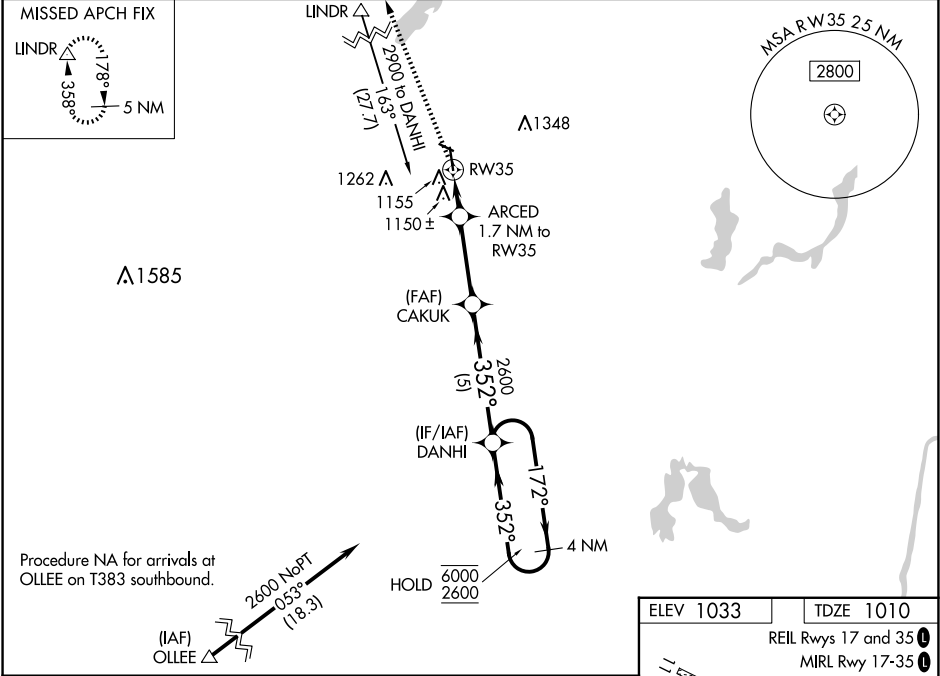 MISSED APCH FIX
LINDR
178°
358°
5 NM
LINDR
2900 to DANHI
163°
(27.7)
MSA RW35 25 NM
2800
1348
1262
1155
1150 ±
RW35
ARCED
1.7 NM to
RW35
1585
(FAF)
CAKUK
2600
352°
(5)
(IF/IAF)
DANHI
172°
352°
4 NM
HOLD
6000
2600
Procedure NA for arrivals at
OLLEE on T383 southbound.
2600 NoPT
053°
(18.3)
(IAF)
OLLEE
ELEV 1033
TDZE 1010
REIL Rwys 17 and 35 L
MIRL Rwy 17-35 L